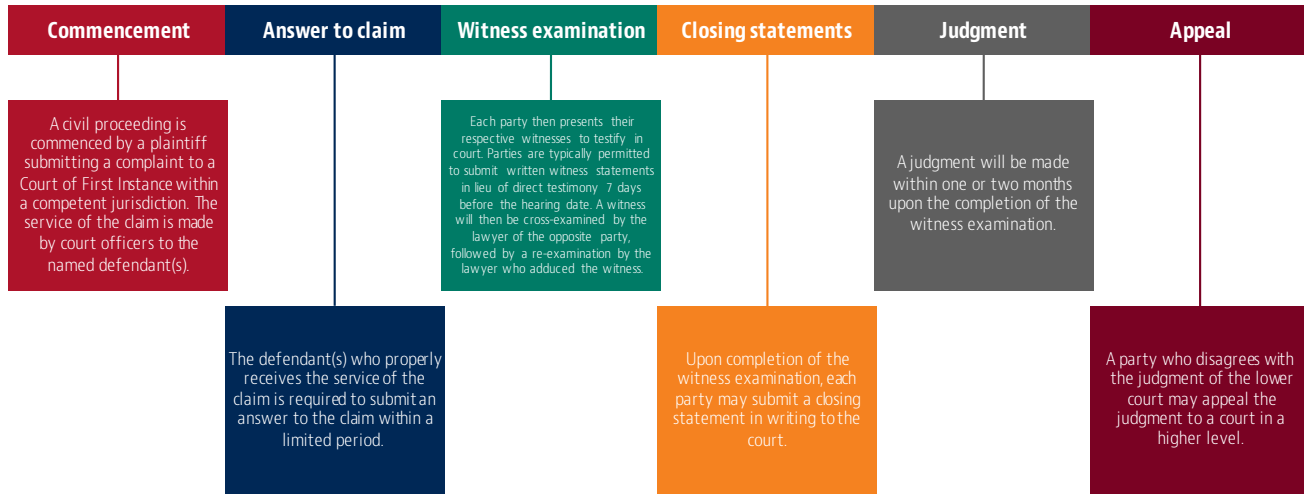 Commencement
Answer to claim
Witness examination
Closing statements
Judgment
Appeal
A civil proceeding is
commenced by a plaintiff
submitting a complaint to a
Court of First Instance within
a competent jurisdiction. The
service of the claim is made
by court officers to the
named defendant(s).
The defendant(s) who properly
receives the service of the
claim is required to submit an
answer to the claim within a
limited period.
Each party then presents their
respective witnesses to testify in
court. Parties are typically permitted
to submit written witness statements
in lieu of direct testimony 7 days
before the hearing date. A witness
will then be cross-examined by the
lawyer of the opposite party,
followed by a re-examination by the
lawyer who adduced the witness.
Upon completion of the
witness examination, each
party may submit a closing
statement in writing to the
court.
A judgment will be made
within one or two months
upon the completion of the
witness examination.
A party who disagrees with
the judgment of the lower
court may appeal the
judgment to a court in a
higher level.